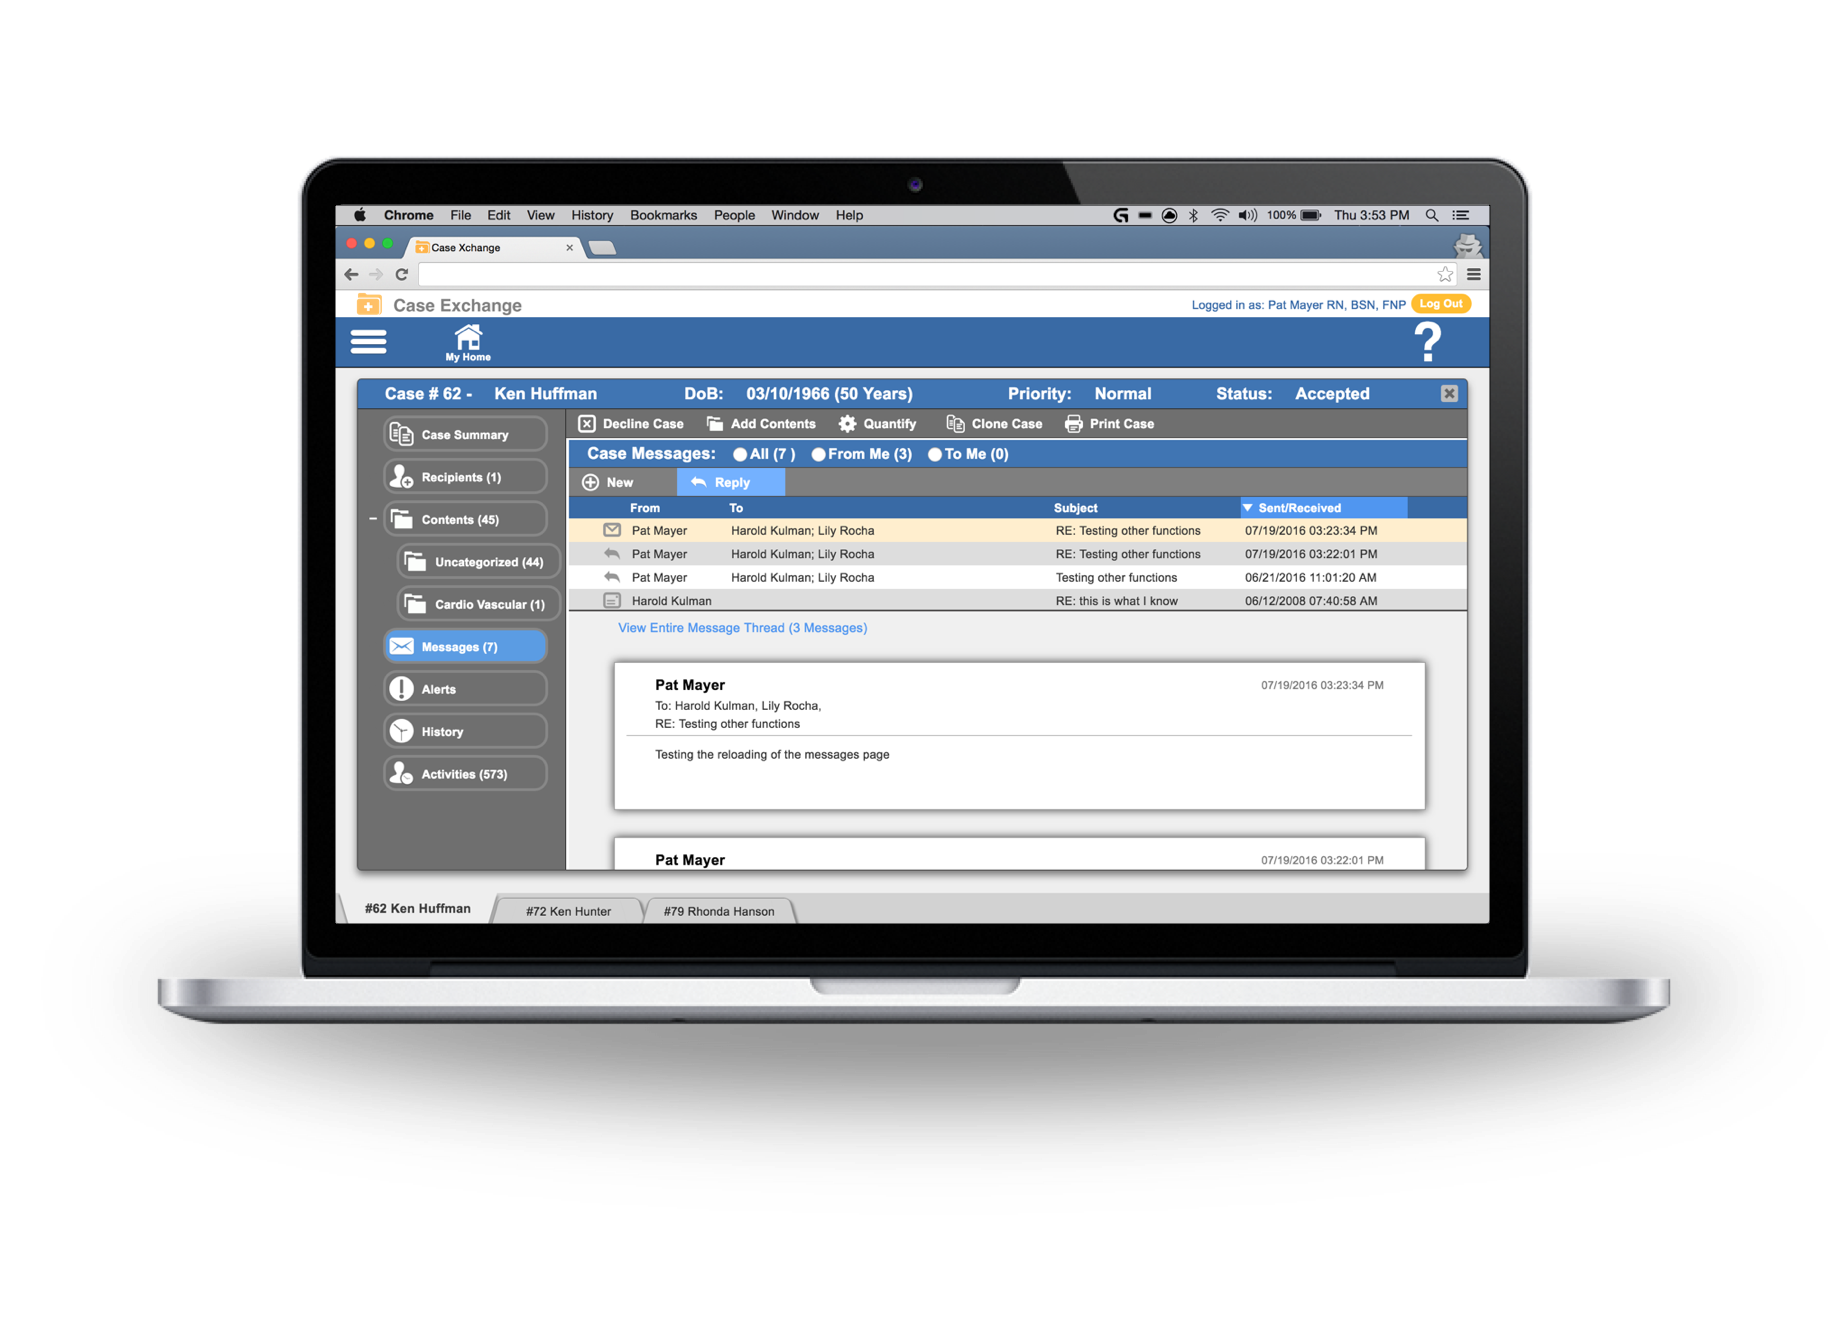 Chrome File Edit View History Bookmarks People Window Help 100% Thu 3:53 PM
Case Xchange
Case Exchange Logged in as: Pat Mayer RN, BSN, FNP Log Out
My Home ?
Case # 62 - Ken Huffman DoB: 03/10/1966 (50 Years) Priority: Normal Status: Accepted
Decline Case Add Contents Quantify Clone Case Print Case
Case Messages: All (7 ) From Me (3) To Me (0)
New Reply
From To Subject Sent/Received
Pat Mayer Harold Kulman; Lily Rocha RE: Testing other functions 07/19/2016 03:23:34 PM
Pat Mayer Harold Kulman; Lily Rocha RE: Testing other functions 07/19/2016 03:22:01 PM
Pat Mayer Harold Kulman; Lily Rocha Testing other functions 06/21/2016 11:01:20 AM
Harold Kulman RE: this is what I know 06/12/2008 07:40:58 AM
Case Summary
Recipients (1)
Contents (45)
Uncategorized (44)
Cardio Vascular (1)
Messages (7)
Alerts
History
Activities (573)
View Entire Message Thread (3 Messages)
Pat Mayer 07/19/2016 03:23:34 PM
To: Harold Kulman, Lily Rocha,
RE: Testing other functions
Testing the reloading of the messages page
Pat Mayer 07/19/2016 03:22:01 PM
#62 Ken Huffman #72 Ken Hunter #79 Rhonda Hanson